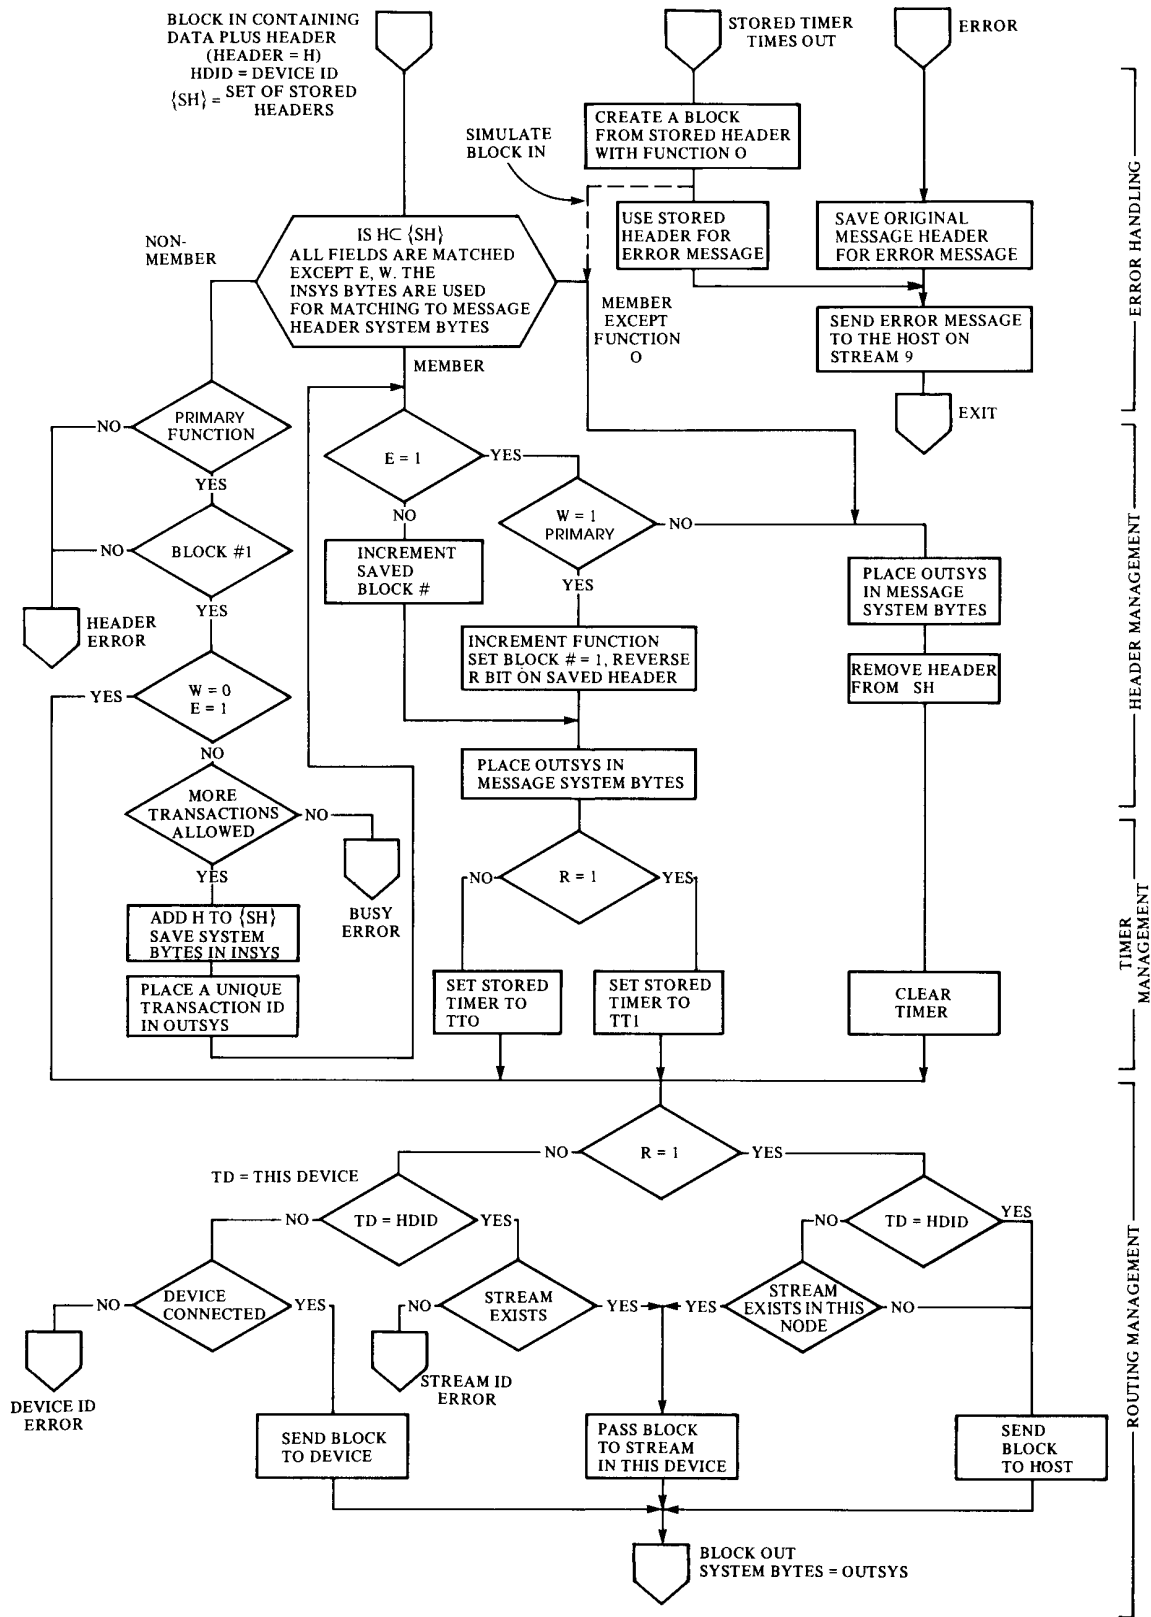 BLOCK IN CONTAINING
DATA PLUS HEADER
(HEADER = H)
HDID = DEVICE ID
{SH} = SET OF STORED
HEADERS
STORED TIMER
TIMES OUT
ERROR
CREATE A BLOCK
FROM STORED HEADER
WITH FUNCTION O
SIMULATE
BLOCK IN
USE STORED
HEADER FOR
ERROR MESSAGE
SAVE ORIGINAL
MESSAGE HEADER
FOR ERROR MESSAGE
ERROR HANDLING
NON-
MEMBER
IS H⊂ {SH}
ALL FIELDS ARE MATCHED
EXCEPT E, W. THE
INSYS BYTES ARE USED
FOR MATCHING TO MESSAGE
HEADER SYSTEM BYTES
MEMBER
EXCEPT
FUNCTION
O
SEND ERROR MESSAGE
TO THE HOST ON
STREAM 9
MEMBER
EXIT
PRIMARY
FUNCTION
NO
YES
E = 1
YES
NO
W = 1
PRIMARY
NO
YES
BLOCK #1
NO
YES
INCREMENT
SAVED
BLOCK #
PLACE OUTSYS
IN MESSAGE
SYSTEM BYTES
HEADER
ERROR
INCREMENT FUNCTION
SET BLOCK # = 1, REVERSE
R BIT ON SAVED HEADER
REMOVE HEADER
FROM SH
HEADER MANAGEMENT
YES
W = 0
E = 1
NO
PLACE OUTSYS IN
MESSAGE SYSTEM BYTES
MORE
TRANSACTIONS
ALLOWED
NO
YES
BUSY
ERROR
NO
R = 1
YES
ADD H TO {SH}
SAVE SYSTEM
BYTES IN INSYS
PLACE A UNIQUE
TRANSACTION ID
IN OUTSYS
SET STORED
TIMER TO
TTO
SET STORED
TIMER TO
TT1
CLEAR
TIMER
TIMER
MANAGEMENT
NO
R = 1
YES
TD = THIS DEVICE
NO
TD = HDID
YES
NO
TD = HDID
YES
NO
DEVICE
CONNECTED
YES
NO
STREAM
EXISTS
YES
YES
STREAM
EXISTS IN THIS
NODE
NO
DEVICE ID
ERROR
STREAM ID
ERROR
SEND BLOCK
TO DEVICE
PASS BLOCK
TO STREAM
IN THIS DEVICE
SEND
BLOCK
TO HOST
ROUTING MANAGEMENT
BLOCK OUT
SYSTEM BYTES = OUTSYS